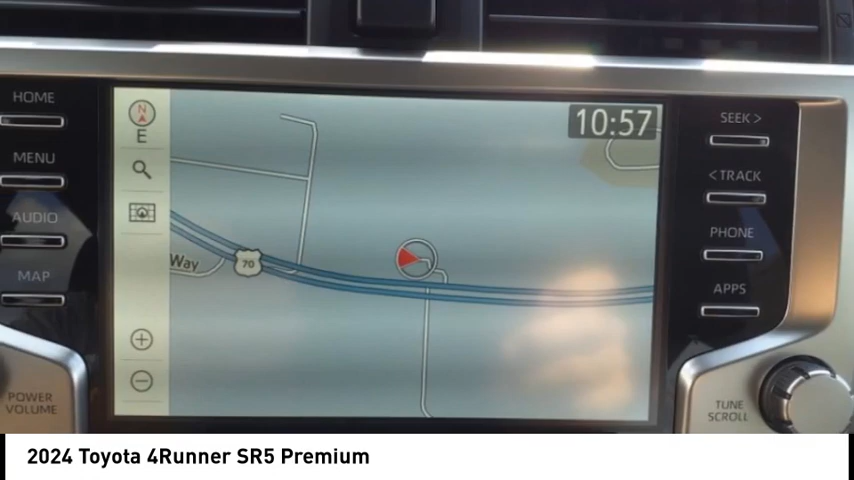 HOME
MENU
AUDIO
MAP
POWER
VOLUME
N
E
10:57
Way
70
SEEK >
< TRACK
PHONE
APPS
TUNE
SCROLL
2024 Toyota 4Runner SR5 Premium